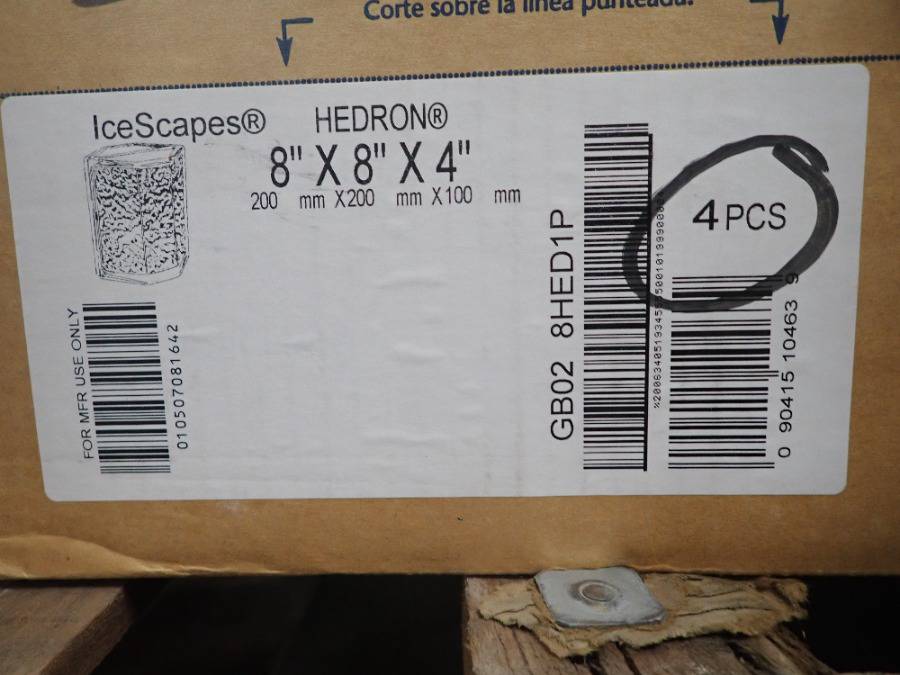 Corte sobre la línea punteada.
IceScapes® HEDRON®
8" X 8" X 4"
200 mm X200 mm X100 mm
4 PCS
FOR MFR USE ONLY
010507081642
GB02 8HED1P
0 90415 10463 9